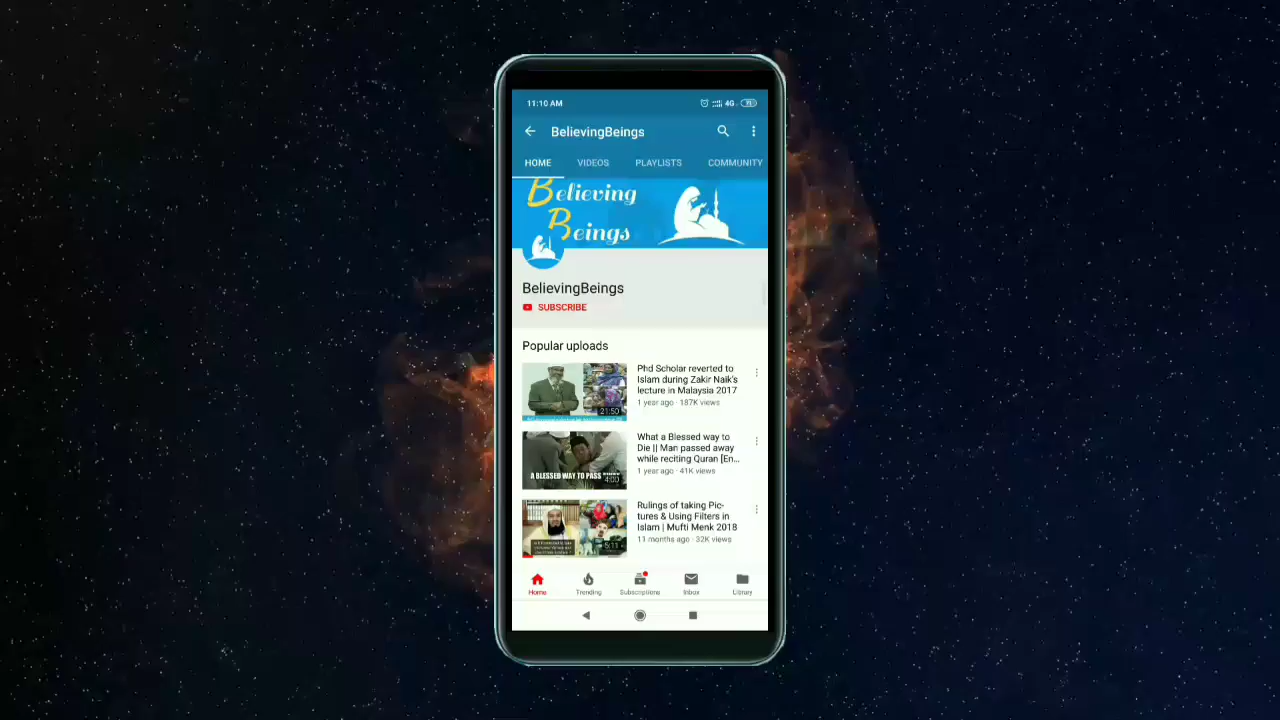 11:10 AM
4G
BelievingBeings
HOME
VIDEOS
PLAYLISTS
COMMUNITY
Believing
Beings
BelievingBeings
SUBSCRIBE
Popular uploads
Phd Scholar reverted to
Islam during Zakir Naik's
lecture in Malaysia 2017
1 year ago · 187K views
21:50
What a Blessed way to
Die || Man passed away
while reciting Quran [En...
1 year ago · 41K views
A BLESSED WAY TO PASS
4:00
Rulings of taking Pic-
tures & Using Filters in
Islam | Mufti Menk 2018
11 months ago · 32K views
5:11
Home
Trending
Subscriptions
Inbox
Library